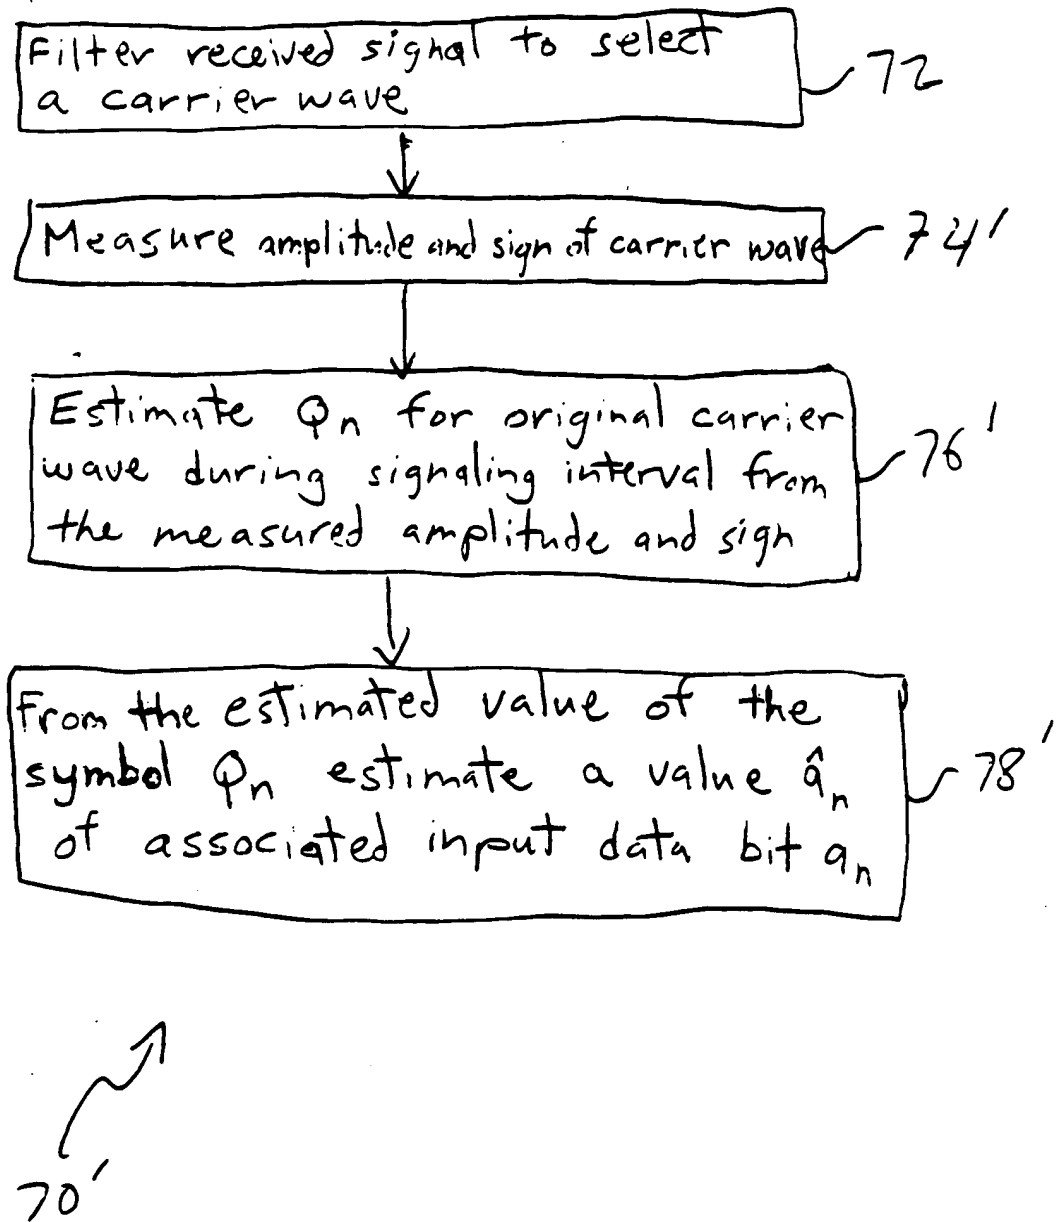 Filter received signal to select
a carrier wave
72
Measure amplitude and sign of carrier wave
74'
Estimate Qn for original carrier
wave during signaling interval from
the measured amplitude and sign
76'
From the estimated value of the
symbol Qn estimate a value âₙ
of associated input data bit aₙ
78'
70'